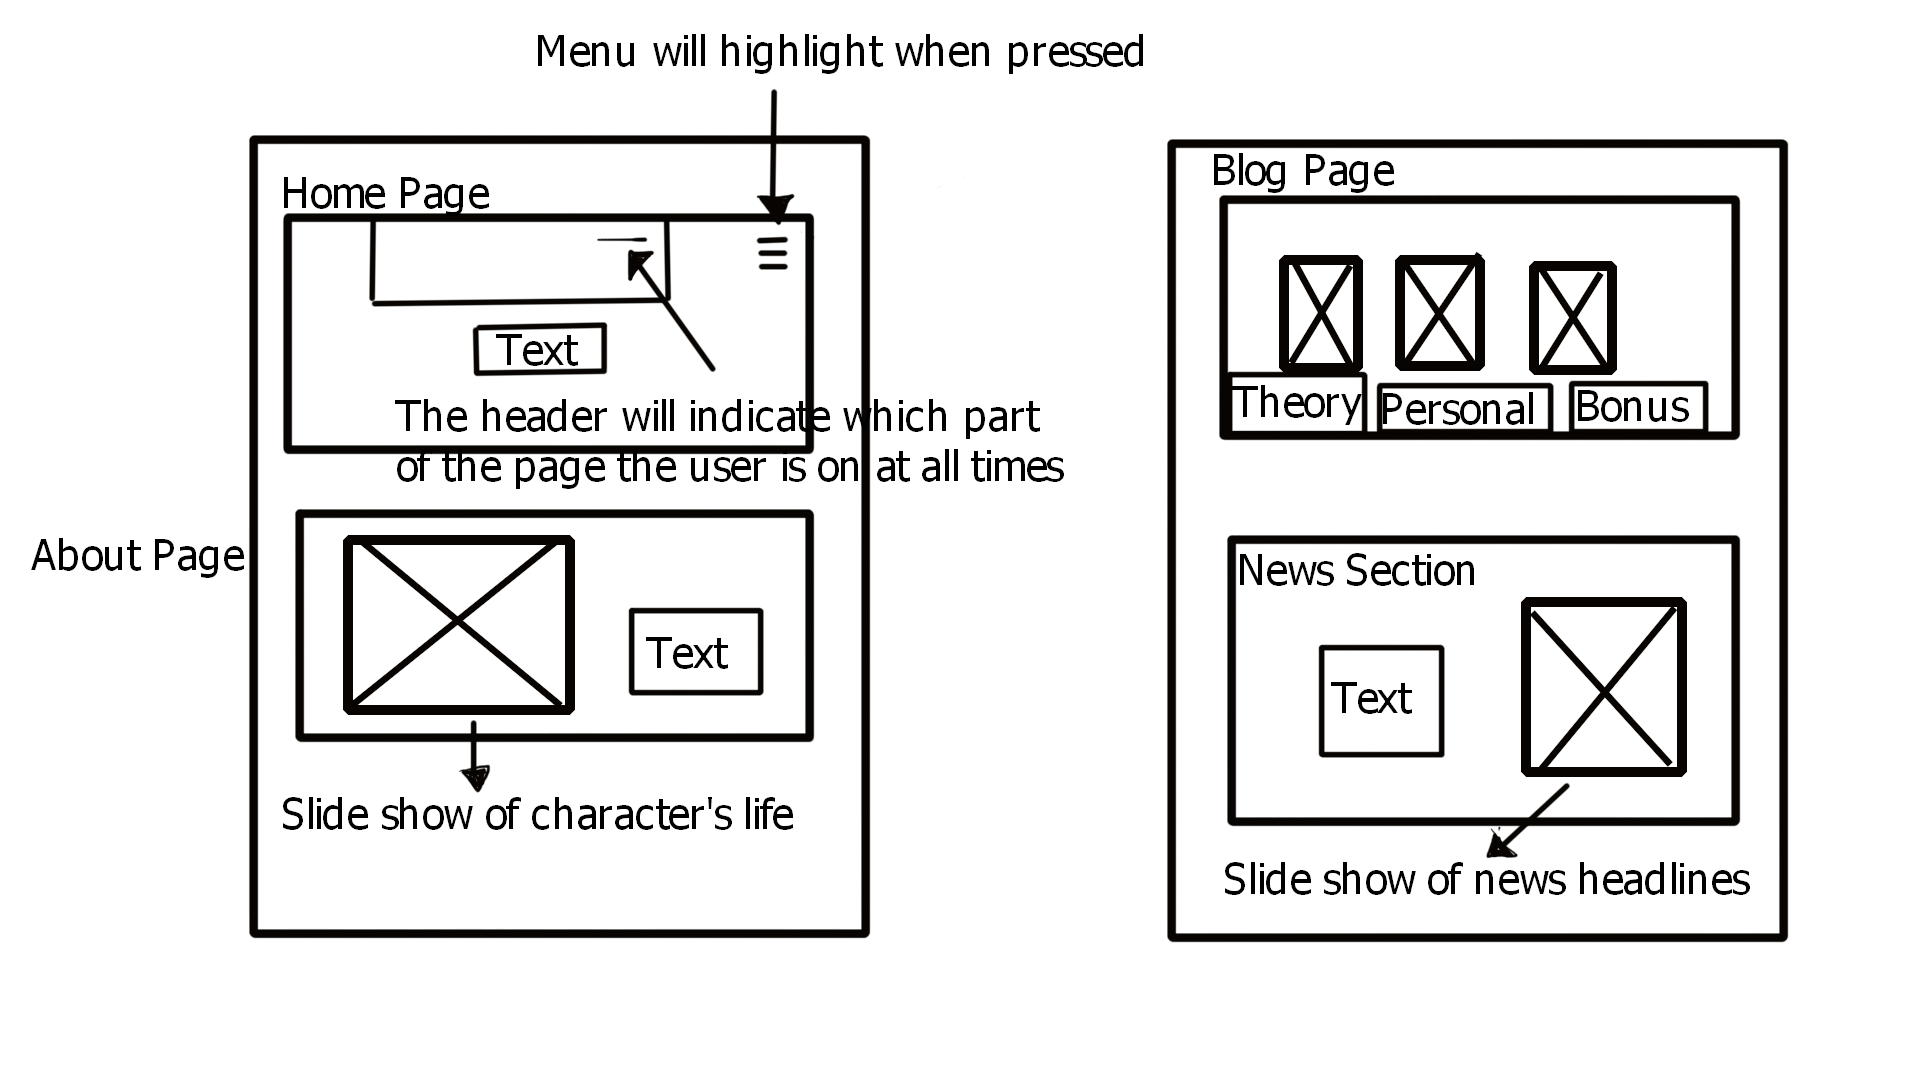 Menu will highlight when pressed
Home Page
Text
The header will indicate which part
of the page the user is on at all times
About Page
Text
Slide show of character's life
Blog Page
Theory
Personal
Bonus
News Section
Text
Slide show of news headlines